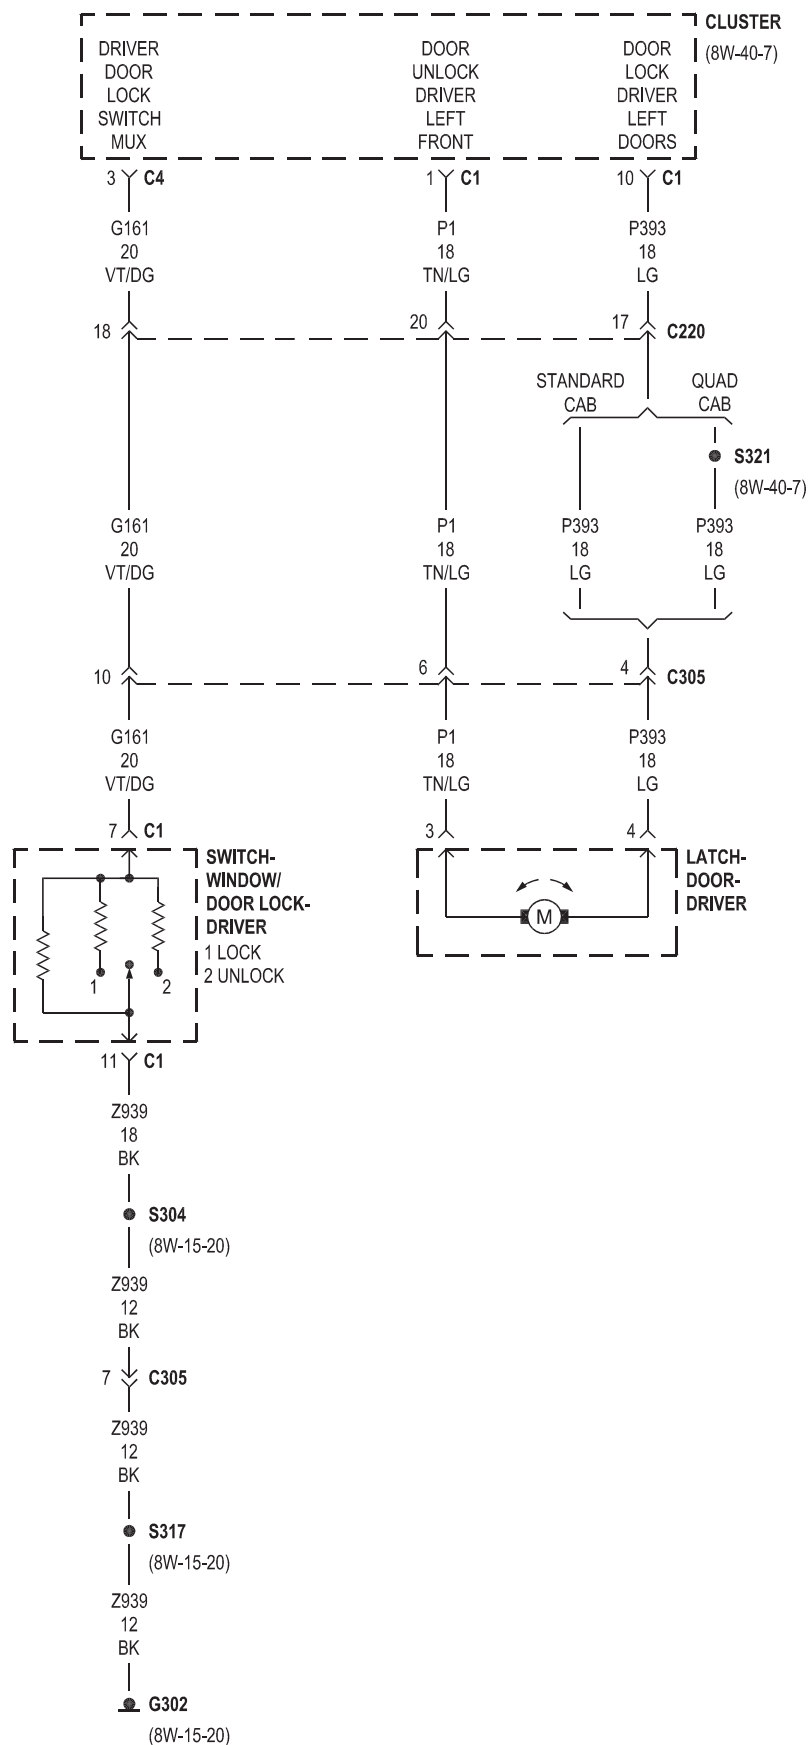 CLUSTER
(8W-40-7)
DRIVER
DOOR
LOCK
SWITCH
MUX
DOOR
UNLOCK
DRIVER
LEFT
FRONT
DOOR
LOCK
DRIVER
LEFT
DOORS
3 C4
1 C1
10 C1
G161
20
VT/DG
P1
18
TN/LG
P393
18
LG
18
20
17
C220
STANDARD
CAB
QUAD
CAB
S321
(8W-40-7)
G161
20
VT/DG
P1
18
TN/LG
P393
18
LG
P393
18
LG
10
6
4
C305
G161
20
VT/DG
P1
18
TN/LG
P393
18
LG
7 C1
3
4
SWITCH-
WINDOW/
DOOR LOCK-
DRIVER
1 LOCK
2 UNLOCK
1
2
M
LATCH-
DOOR-
DRIVER
11 C1
Z939
18
BK
S304
(8W-15-20)
Z939
12
BK
7 C305
Z939
12
BK
S317
(8W-15-20)
Z939
12
BK
G302
(8W-15-20)